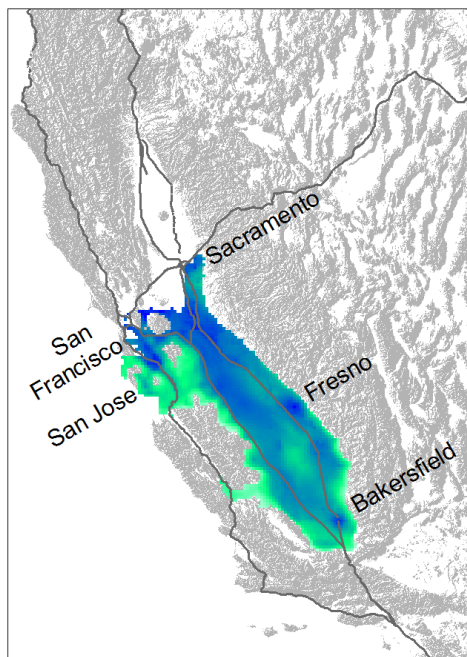 Sacramento
San
Francisco
San Jose
Fresno
Bakersfield